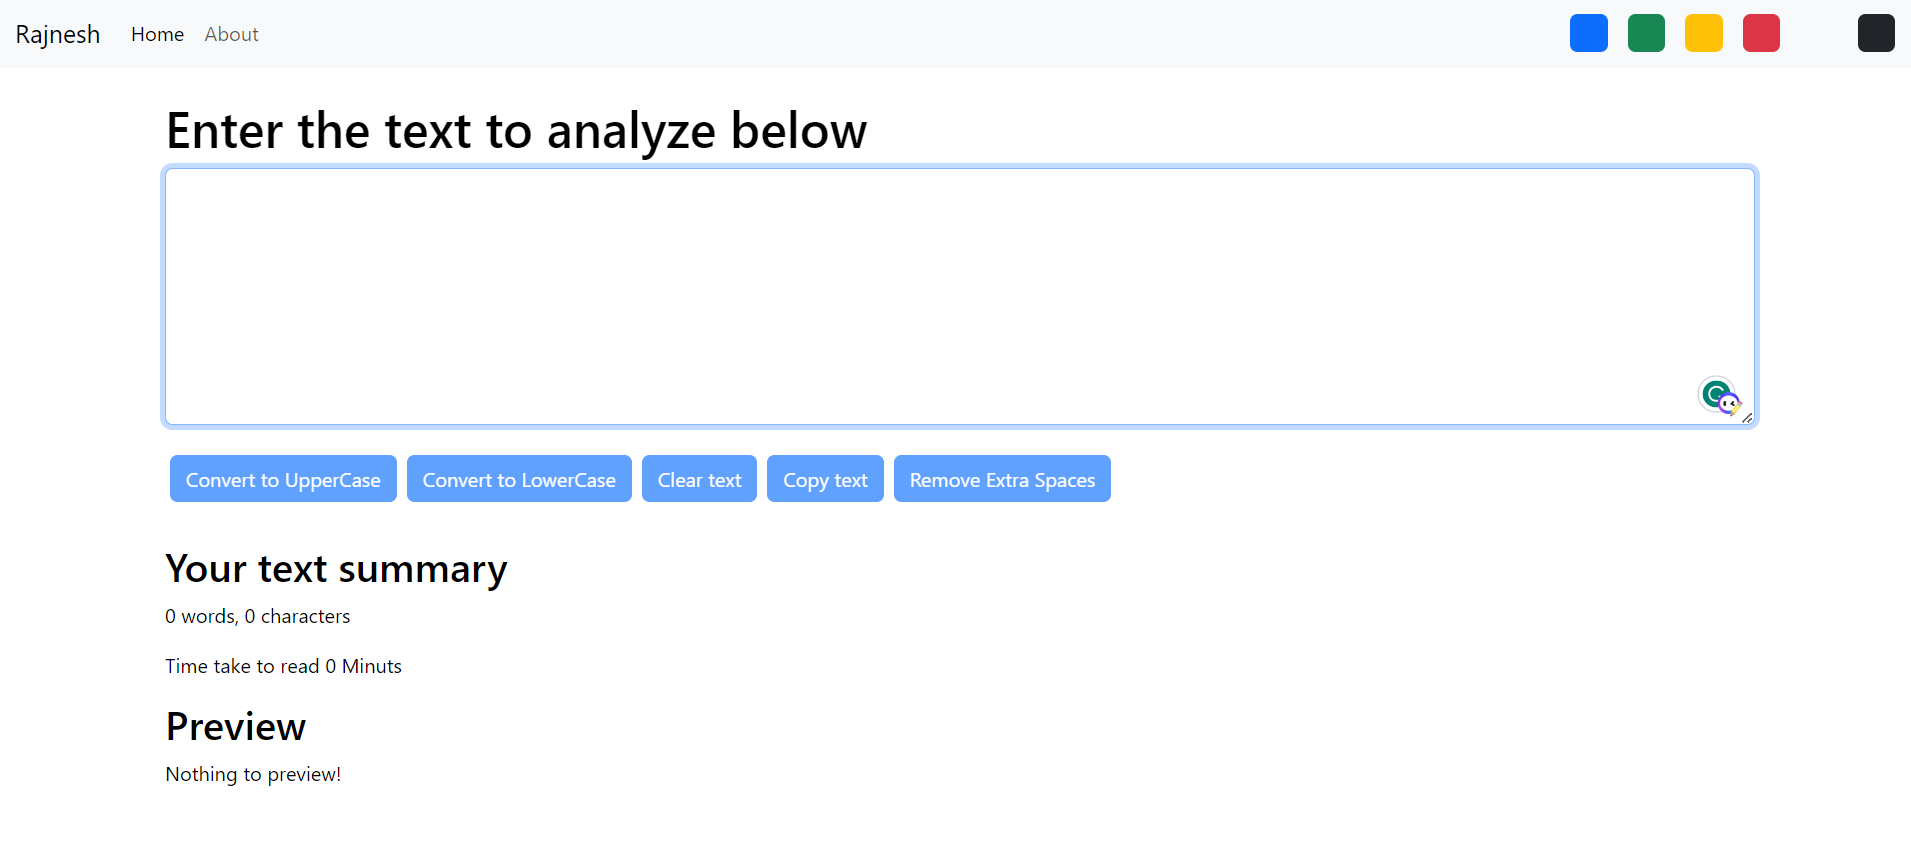 Rajnesh Home About
Enter the text to analyze below
Convert to UpperCase Convert to LowerCase Clear text Copy text Remove Extra Spaces
Your text summary
0 words, 0 characters
Time take to read 0 Minuts
Preview
Nothing to preview!